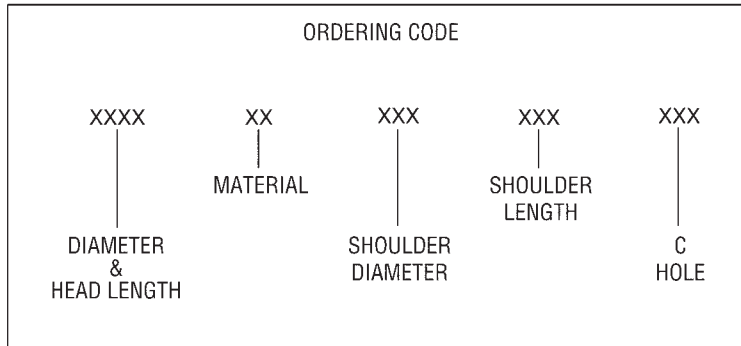 ORDERING CODE
XXXX XX XXX XXX XXX
MATERIAL
SHOULDER
LENGTH
DIAMETER
&
HEAD LENGTH
SHOULDER
DIAMETER
C
HOLE